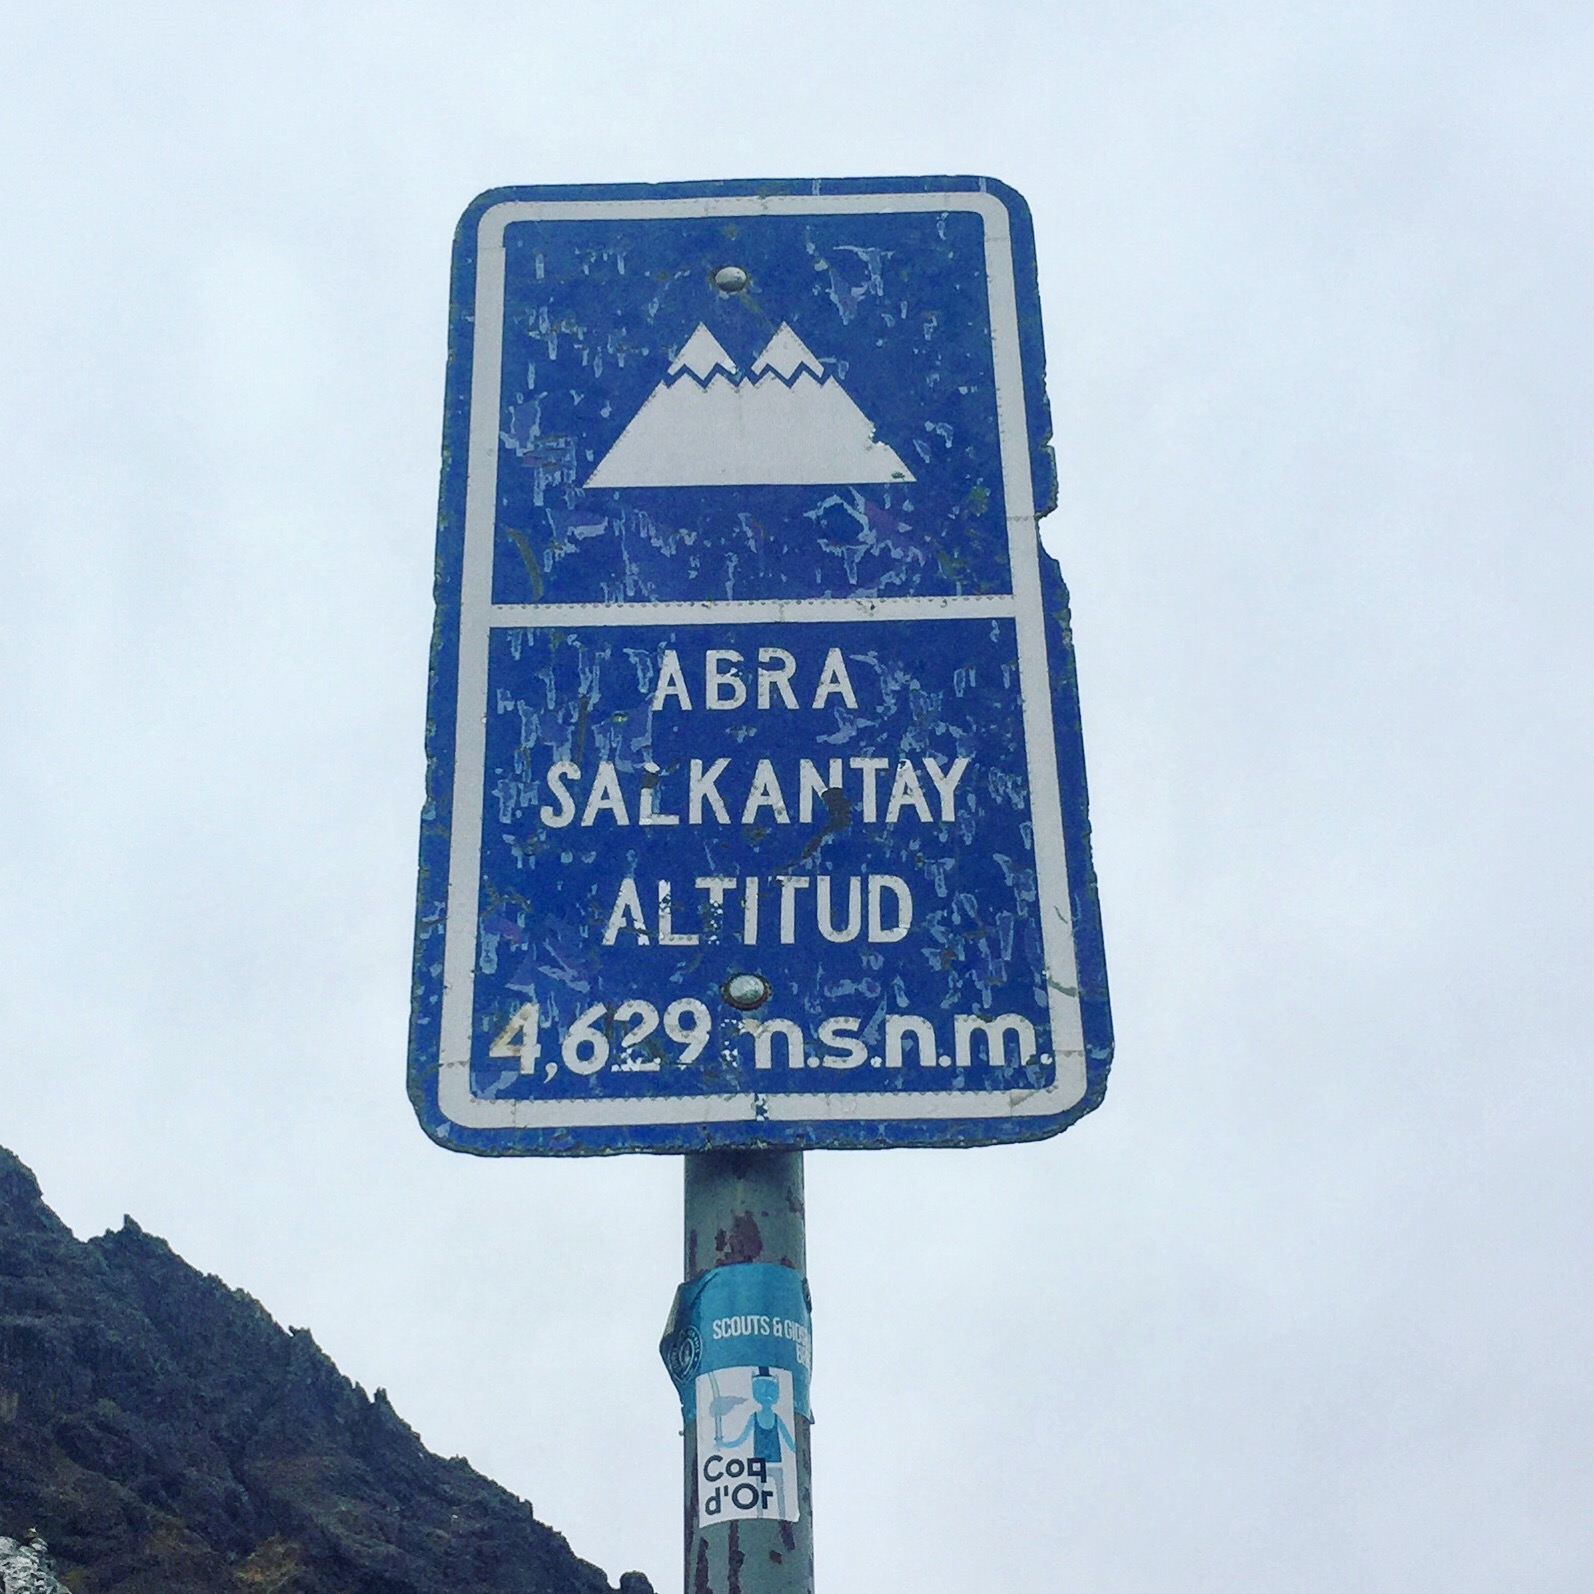 ABRA
SALKANTAY
ALTITUD
4,629 m.s.n.m.
SCOUTS &
Coq
d'Or